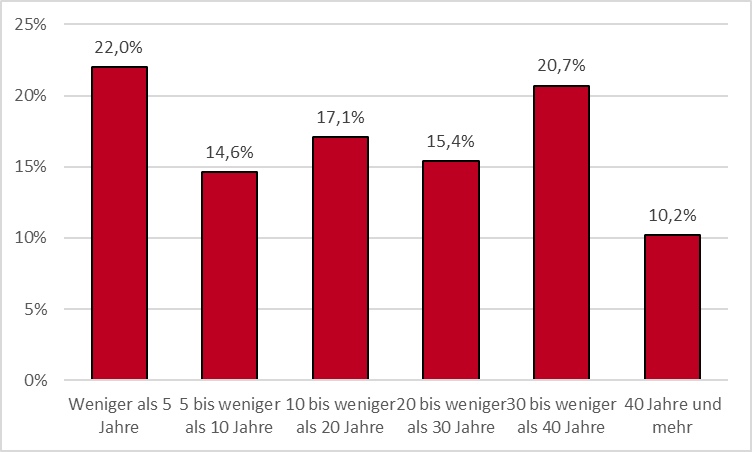 25%
20%
15%
10%
5%
0%
22,0%
14,6%
17,1%
15,4%
20,7%
10,2%
Weniger als 5
Jahre
5 bis weniger
als 10 Jahre
10 bis weniger
als 20 Jahre
20 bis weniger
als 30 Jahre
30 bis weniger
als 40 Jahre
40 Jahre und
mehr